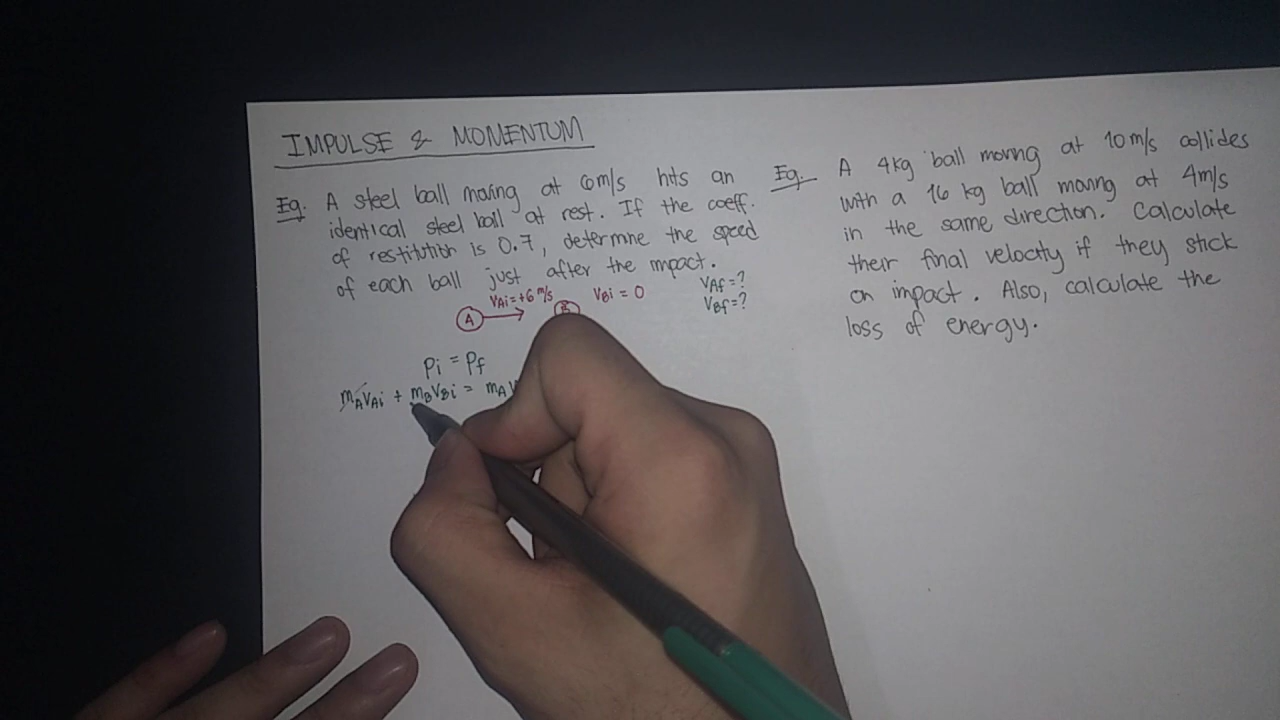 IMPULSE & MOMENTUM
Eg. A steel ball moving at 6m/s hits an
identical steel ball at rest. If the coeff.
of restitution is 0.7, determine the speed
of each ball just after the impact.
VAi = +6 m/s
VBi = 0
VAf = ?
VBf = ?
A
B
Pi = Pf
mAVAi + mBVBi = mAV
Eg. A 4kg ball moving at 10m/s collides
with a 16 kg ball moving at 4m/s
in the same direction. Calculate
their final velocity if they stick
on impact. Also, calculate the
loss of energy.